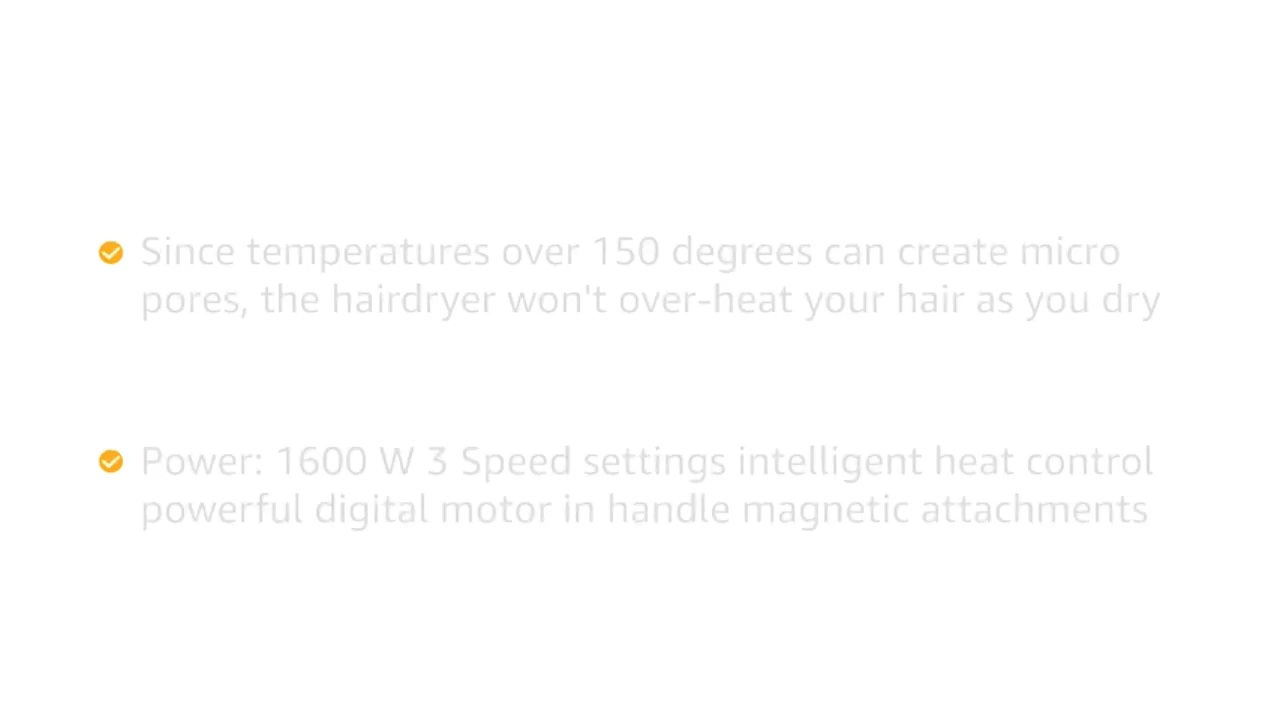 Since temperatures over 150 degrees can create micro
pores, the hairdryer won't over-heat your hair as you dry
Power: 1600 W 3 Speed settings intelligent heat control
powerful digital motor in handle magnetic attachments